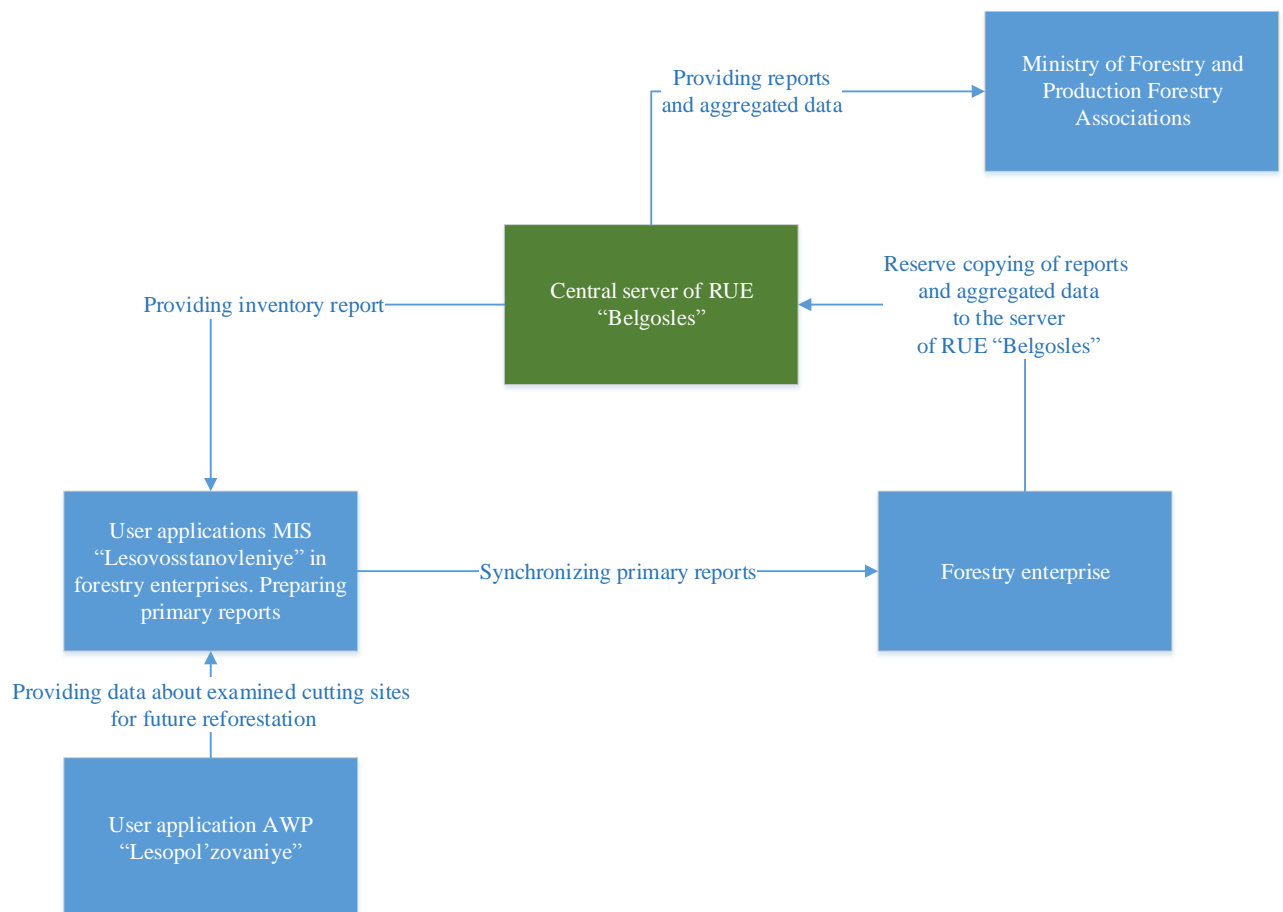 Ministry of Forestry and
Production Forestry
Associations
Providing reports
and aggregated data
Central server of RUE
“Belgosles”
Reserve copying of reports
and aggregated data
to the server
of RUE “Belgosles”
Providing inventory report
User applications MIS
“Lesovosstanovleniye” in
forestry enterprises. Preparing
primary reports
Synchronizing primary reports
Forestry enterprise
Providing data about examined cutting sites
for future reforestation
User application AWP
“Lesopol’zovaniye”